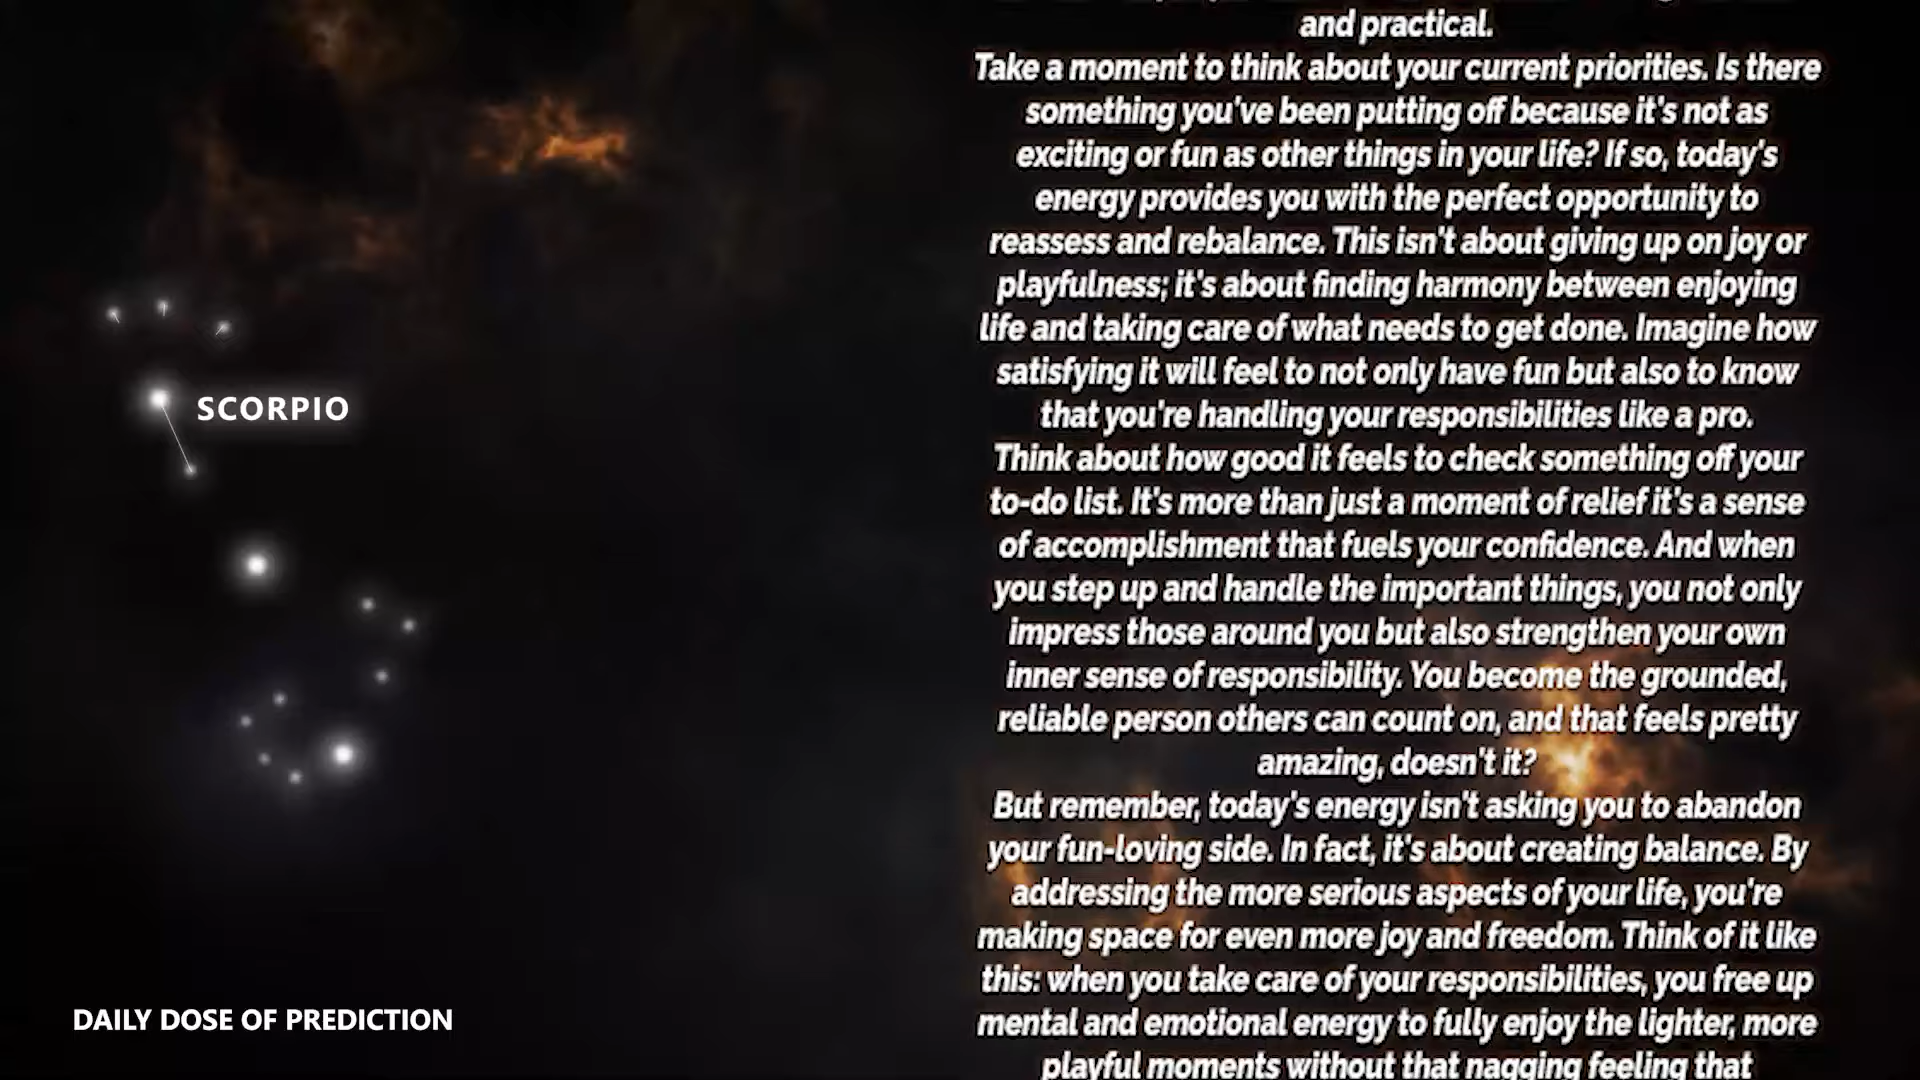 SCORPIO
DAILY DOSE OF PREDICTION
and practical.
Take a moment to think about your current priorities. Is there
something you've been putting off because it's not as
exciting or fun as other things in your life? If so, today's
energy provides you with the perfect opportunity to
reassess and rebalance. This isn't about giving up on joy or
playfulness; it's about finding harmony between enjoying
life and taking care of what needs to get done. Imagine how
satisfying it will feel to not only have fun but also to know
that you're handling your responsibilities like a pro.
Think about how good it feels to check something off your
to-do list. It's more than just a moment of relief it's a sense
of accomplishment that fuels your confidence. And when
you step up and handle the important things, you not only
impress those around you but also strengthen your own
inner sense of responsibility. You become the grounded,
reliable person others can count on, and that feels pretty
amazing, doesn't it?
But remember, today's energy isn't asking you to abandon
your fun-loving side. In fact, it's about creating balance. By
addressing the more serious aspects of your life, you're
making space for even more joy and freedom. Think of it like
this: when you take care of your responsibilities, you free up
mental and emotional energy to fully enjoy the lighter, more
playful moments without that nagging feeling that